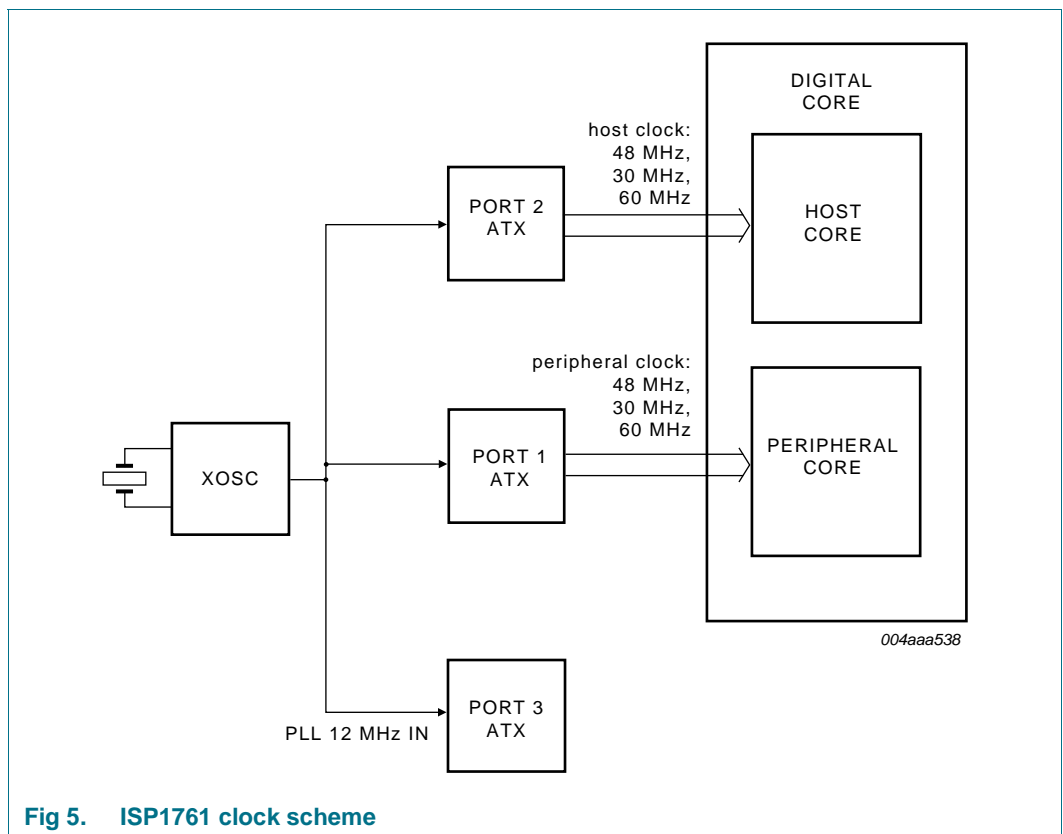 DIGITAL
CORE
host clock:
48 MHz,
30 MHz,
60 MHz
PORT 2
ATX
HOST
CORE
peripheral clock:
48 MHz,
30 MHz,
60 MHz
XOSC
PORT 1
ATX
PERIPHERAL
CORE
004aaa538
PLL 12 MHz IN
PORT 3
ATX
Fig 5. ISP1761 clock scheme